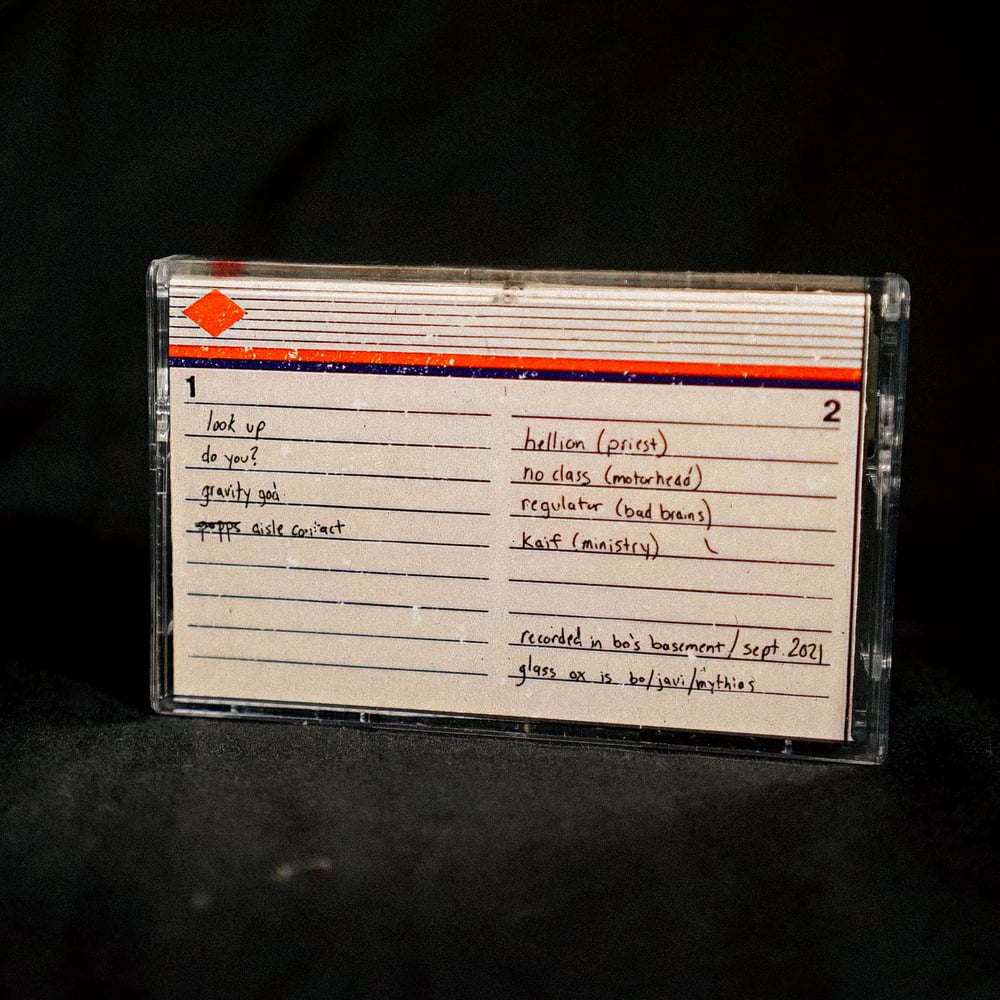 1
look up
do you?
gravity god
aisle contact
2
hellion (priest)
no class (motorhead)
regulator (bad brains)
Kaif (ministry)
recorded in bo's basement / sept. 2021
glass ox is bo/javi/mythias